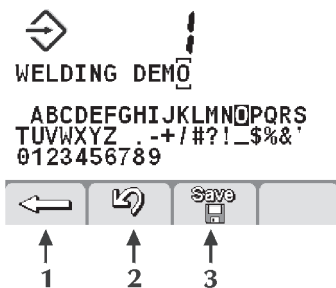 1
WELDING DEMO
ABCDEFGHIJKLMNOPQRS
TUVWXYZ .-+/#?!_$%&'
0123456789
Save
1 2 3